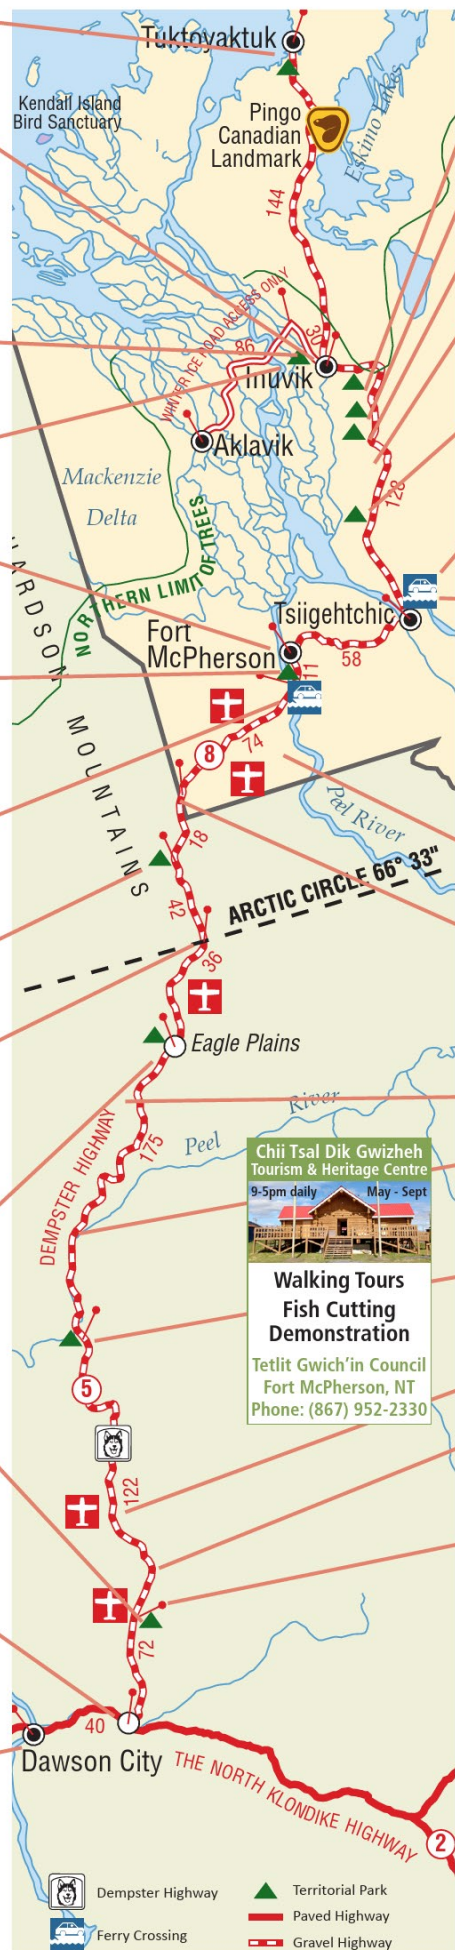 Tuktoyaktuk
Kendall Island
Bird Sanctuary
Pingo
Canadian
Landmark
Eskimo Lakes
144
WINTER ICE ROAD ACCESS ONLY
30
86
Inuvik
Aklavik
Mackenzie
Delta
128
NORTHERN LIMIT OF TREES
Tsiigehtchic
Fort
McPherson
58
11
HARDSON MOUNTAINS
74
8
18
Peel River
42
ARCTIC CIRCLE 66° 33"
36
Eagle Plains
Peel River
DEMPSTER HIGHWAY
175
Chii Tsal Dik Gwizheh
Tourism & Heritage Centre
9-5pm daily May - Sept
Walking Tours
Fish Cutting
Demonstration
Tetlit Gwich'in Council
Fort McPherson, NT
Phone: (867) 952-2330
5
122
72
40
Dawson City
THE NORTH KLONDIKE HIGHWAY
2
Dempster Highway
Ferry Crossing
Territorial Park
Paved Highway
Gravel Highway